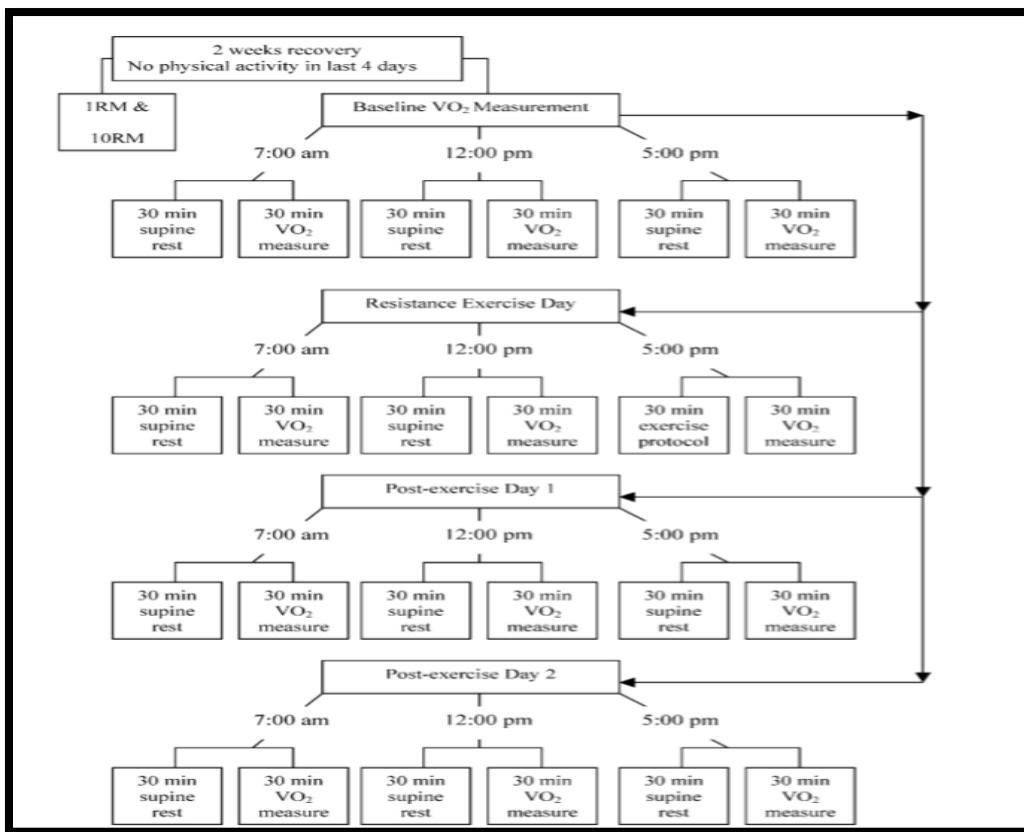 2 weeks recovery
No physical activity in last 4 days
1RM &
10RM
Baseline VO₂ Measurement
7:00 am
12:00 pm
5:00 pm
30 min
supine
rest
30 min
VO₂
measure
30 min
supine
rest
30 min
VO₂
measure
30 min
supine
rest
30 min
VO₂
measure
Resistance Exercise Day
7:00 am
12:00 pm
5:00 pm
30 min
supine
rest
30 min
VO₂
measure
30 min
supine
rest
30 min
VO₂
measure
30 min
exercise
protocol
30 min
VO₂
measure
Post-exercise Day 1
7:00 am
12:00 pm
5:00 pm
30 min
supine
rest
30 min
VO₂
measure
30 min
supine
rest
30 min
VO₂
measure
30 min
supine
rest
30 min
VO₂
measure
Post-exercise Day 2
7:00 am
12:00 pm
5:00 pm
30 min
supine
rest
30 min
VO₂
measure
30 min
supine
rest
30 min
VO₂
measure
30 min
supine
rest
30 min
VO₂
measure